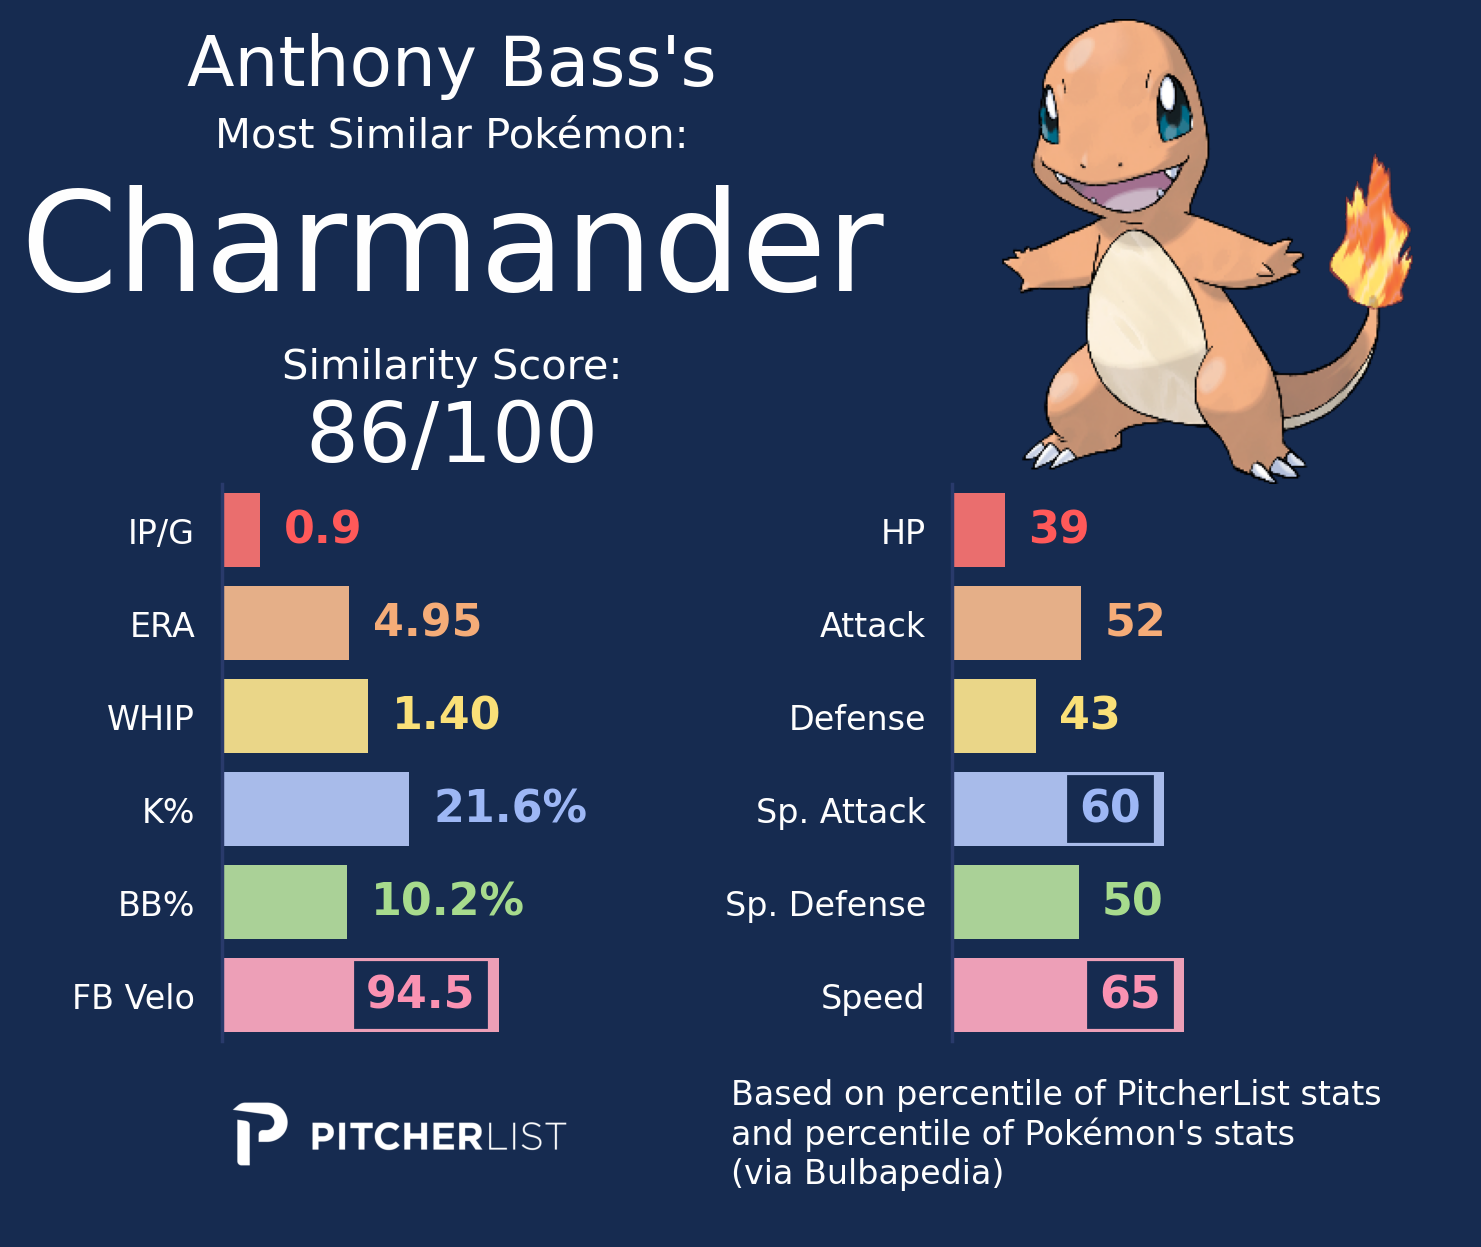 Anthony Bass's
Most Similar Pokémon:
Charmander
Similarity Score:
86/100
IP/G 0.9
ERA 4.95
WHIP 1.40
K% 21.6%
BB% 10.2%
FB Velo 94.5
HP 39
Attack 52
Defense 43
Sp. Attack 60
Sp. Defense 50
Speed 65
PITCHERLIST
Based on percentile of PitcherList stats
and percentile of Pokémon's stats
(via Bulbapedia)